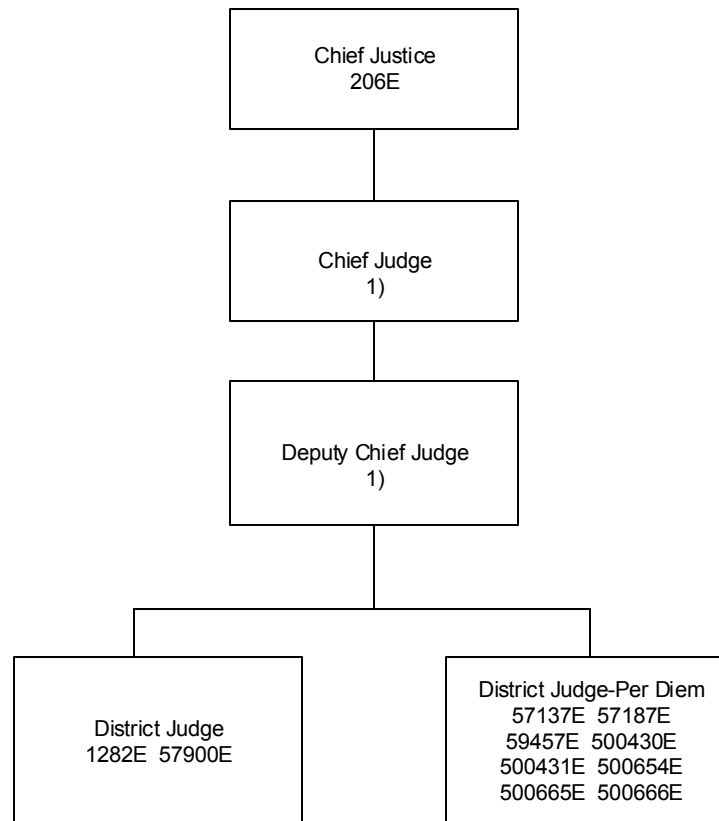 Chief Justice
206E
Chief Judge
1)
Deputy Chief Judge
1)
District Judge
1282E 57900E
District Judge-Per Diem
57137E 57187E
59457E 500430E
500431E 500654E
500665E 500666E